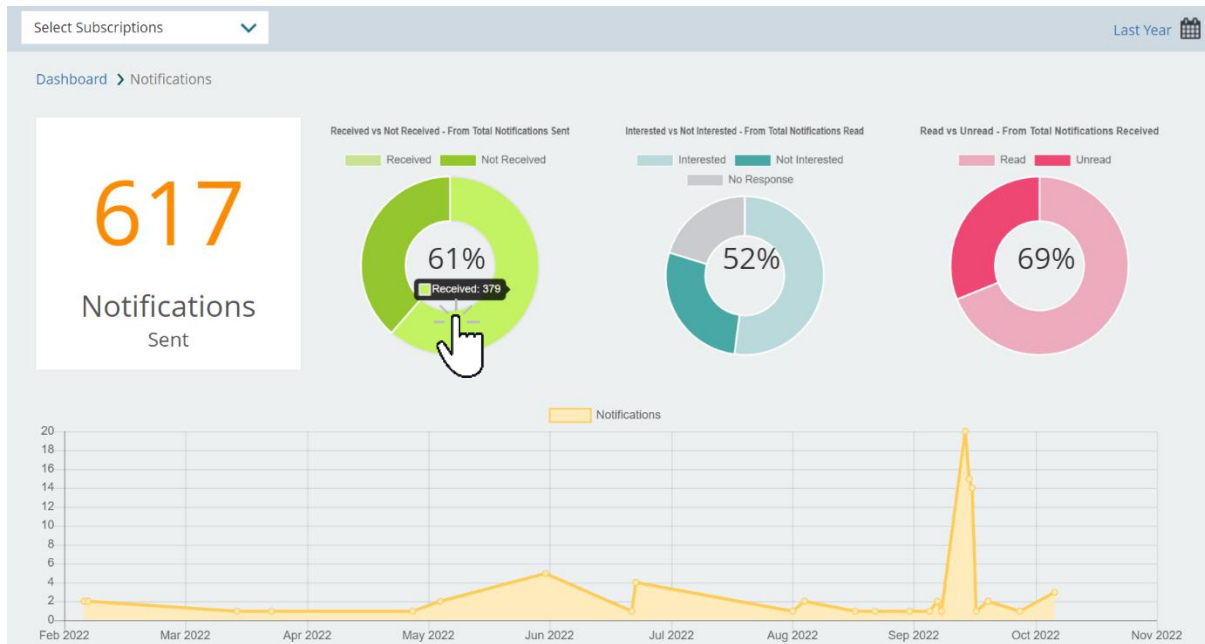 Select Subscriptions
Last Year
Dashboard > Notifications
617
Notifications
Sent
Received vs Not Received - From Total Notifications Sent
Received Not Received
61%
Received: 379
Interested vs Not Interested - From Total Notifications Read
Interested Not Interested
No Response
52%
Read vs Unread - From Total Notifications Received
Read Unread
69%
Notifications
20
18
16
14
12
10
8
6
4
2
0
Feb 2022 Mar 2022 Apr 2022 May 2022 Jun 2022 Jul 2022 Aug 2022 Sep 2022 Oct 2022 Nov 2022